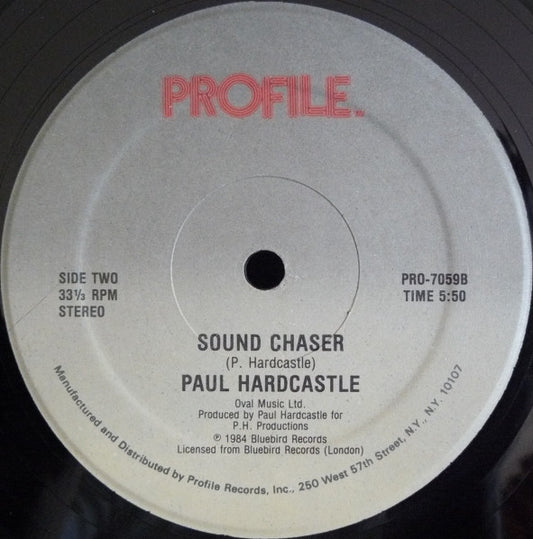 PROFILE™
SIDE TWO
33⅓ RPM
STEREO
PRO-7059B
TIME 5:50
SOUND CHASER
(P. Hardcastle)
PAUL HARDCASTLE
Oval Music Ltd.
Produced by Paul Hardcastle for
P.H. Productions
℗ 1984 Bluebird Records
Licensed from Bluebird Records (London)
Manufactured and Distributed by Profile Records, Inc., 250 West 57th Street, N.Y., N.Y. 10107